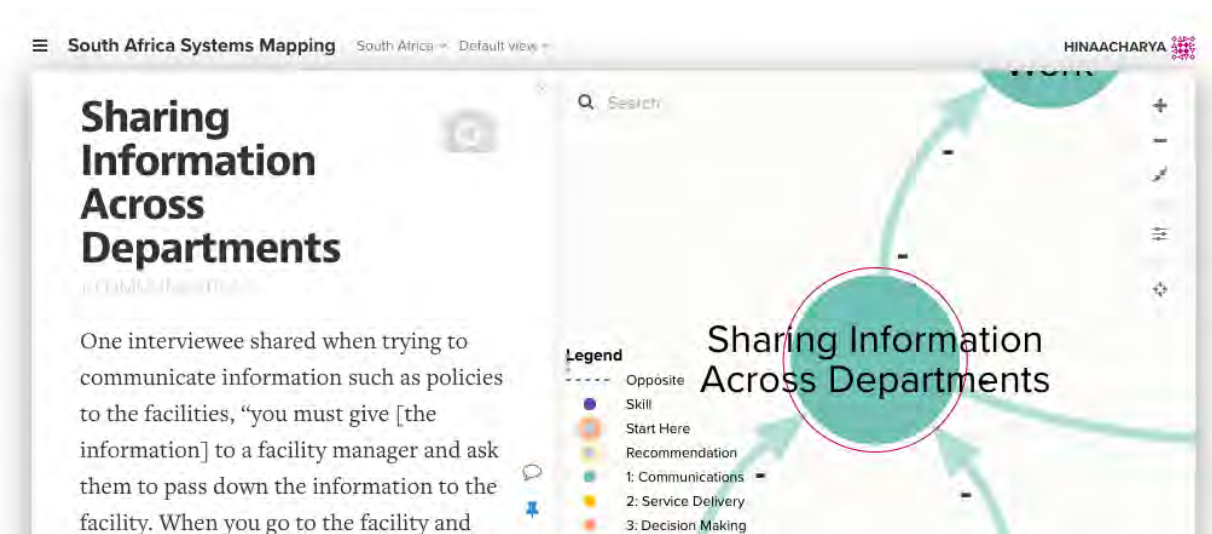 South Africa Systems Mapping South Africa Default view
HINAACHARYA
Sharing
Information
Across
Departments
One interviewee shared when trying to
communicate information such as policies
to the facilities, “you must give [the
information] to a facility manager and ask
them to pass down the information to the
facility. When you go to the facility and
Search
Work
-
-
Sharing Information
Across Departments
Legend
Opposite
Skill
Start Here
Recommendation
1: Communications
2: Service Delivery
3: Decision Making
-
-